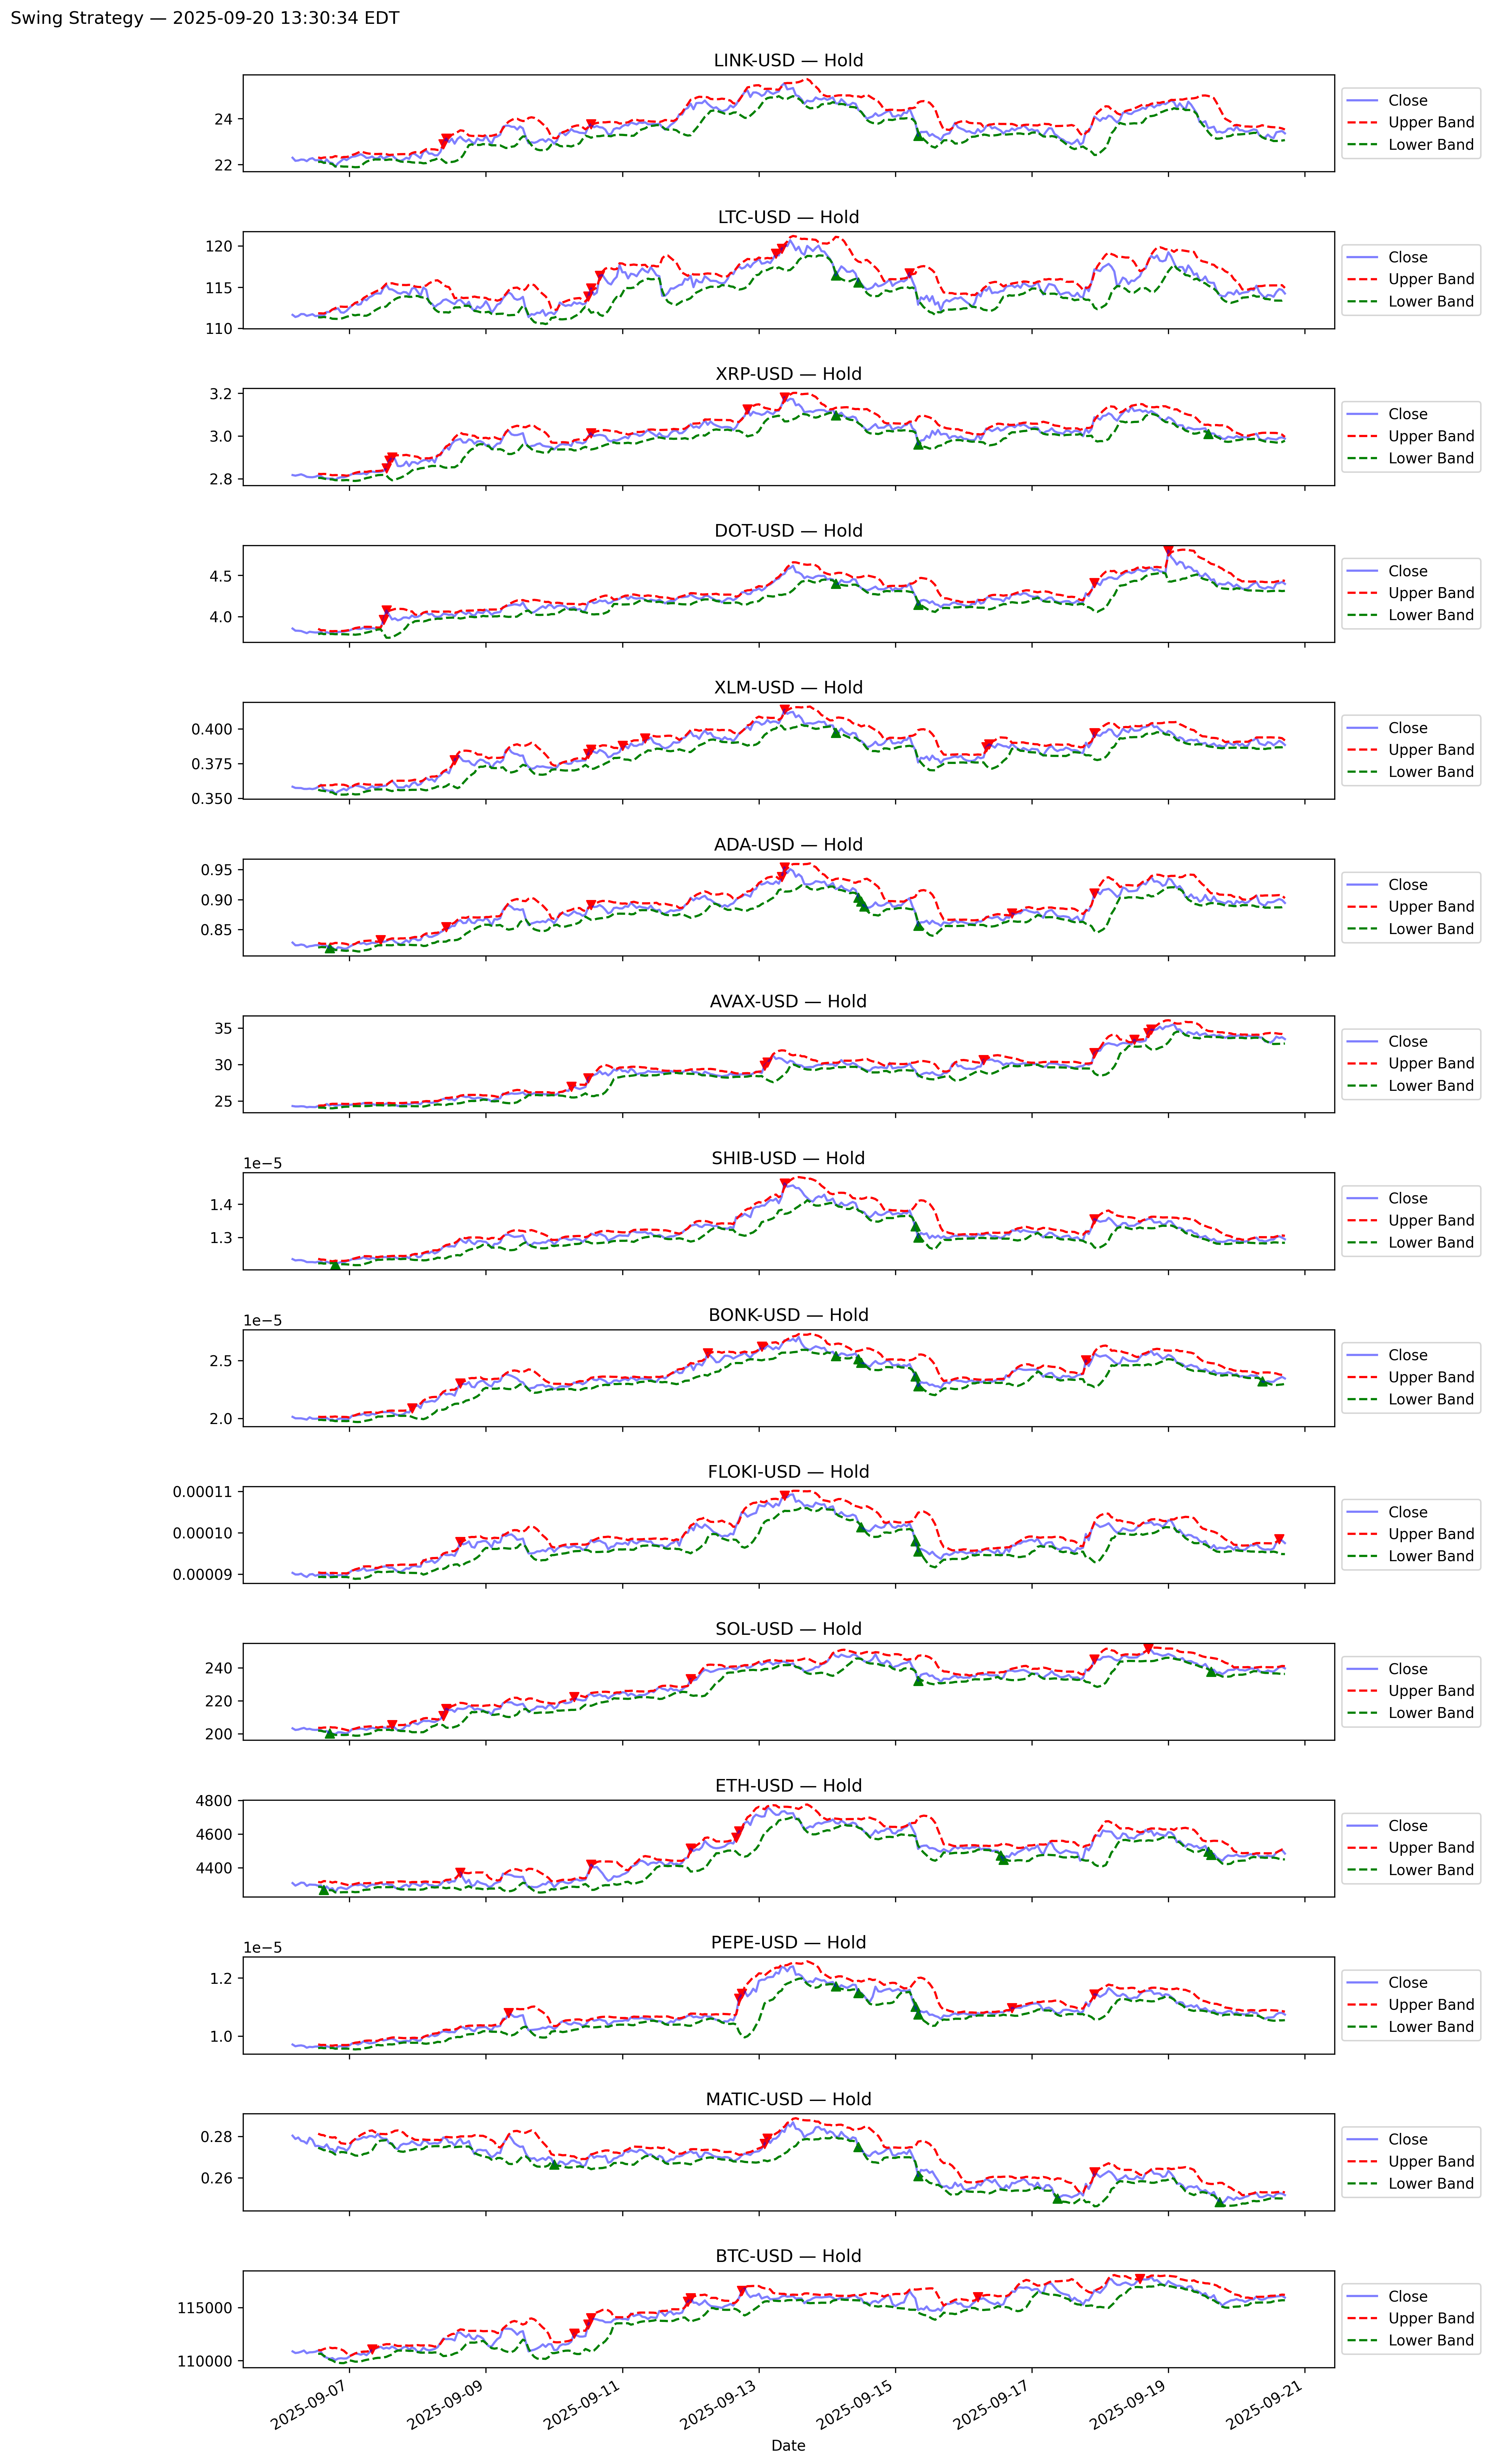 Swing Strategy — 2025-09-20 13:30:34 EDT
LINK-USD — Hold
24
22
Close
Upper Band
Lower Band
LTC-USD — Hold
120
115
110
Close
Upper Band
Lower Band
XRP-USD — Hold
3.2
3.0
2.8
Close
Upper Band
Lower Band
DOT-USD — Hold
4.5
4.0
Close
Upper Band
Lower Band
XLM-USD — Hold
0.400
0.375
0.350
Close
Upper Band
Lower Band
ADA-USD — Hold
0.95
0.90
0.85
Close
Upper Band
Lower Band
AVAX-USD — Hold
35
30
25
Close
Upper Band
Lower Band
SHIB-USD — Hold
1e−5
1.4
1.3
Close
Upper Band
Lower Band
BONK-USD — Hold
1e−5
2.5
2.0
Close
Upper Band
Lower Band
FLOKI-USD — Hold
0.00011
0.00010
0.00009
Close
Upper Band
Lower Band
SOL-USD — Hold
240
220
200
Close
Upper Band
Lower Band
ETH-USD — Hold
4800
4600
4400
Close
Upper Band
Lower Band
PEPE-USD — Hold
1e−5
1.2
1.0
Close
Upper Band
Lower Band
MATIC-USD — Hold
0.28
0.26
Close
Upper Band
Lower Band
BTC-USD — Hold
115000
110000
Close
Upper Band
Lower Band
2025-09-07
2025-09-09
2025-09-11
2025-09-13
2025-09-15
2025-09-17
2025-09-19
2025-09-21
Date